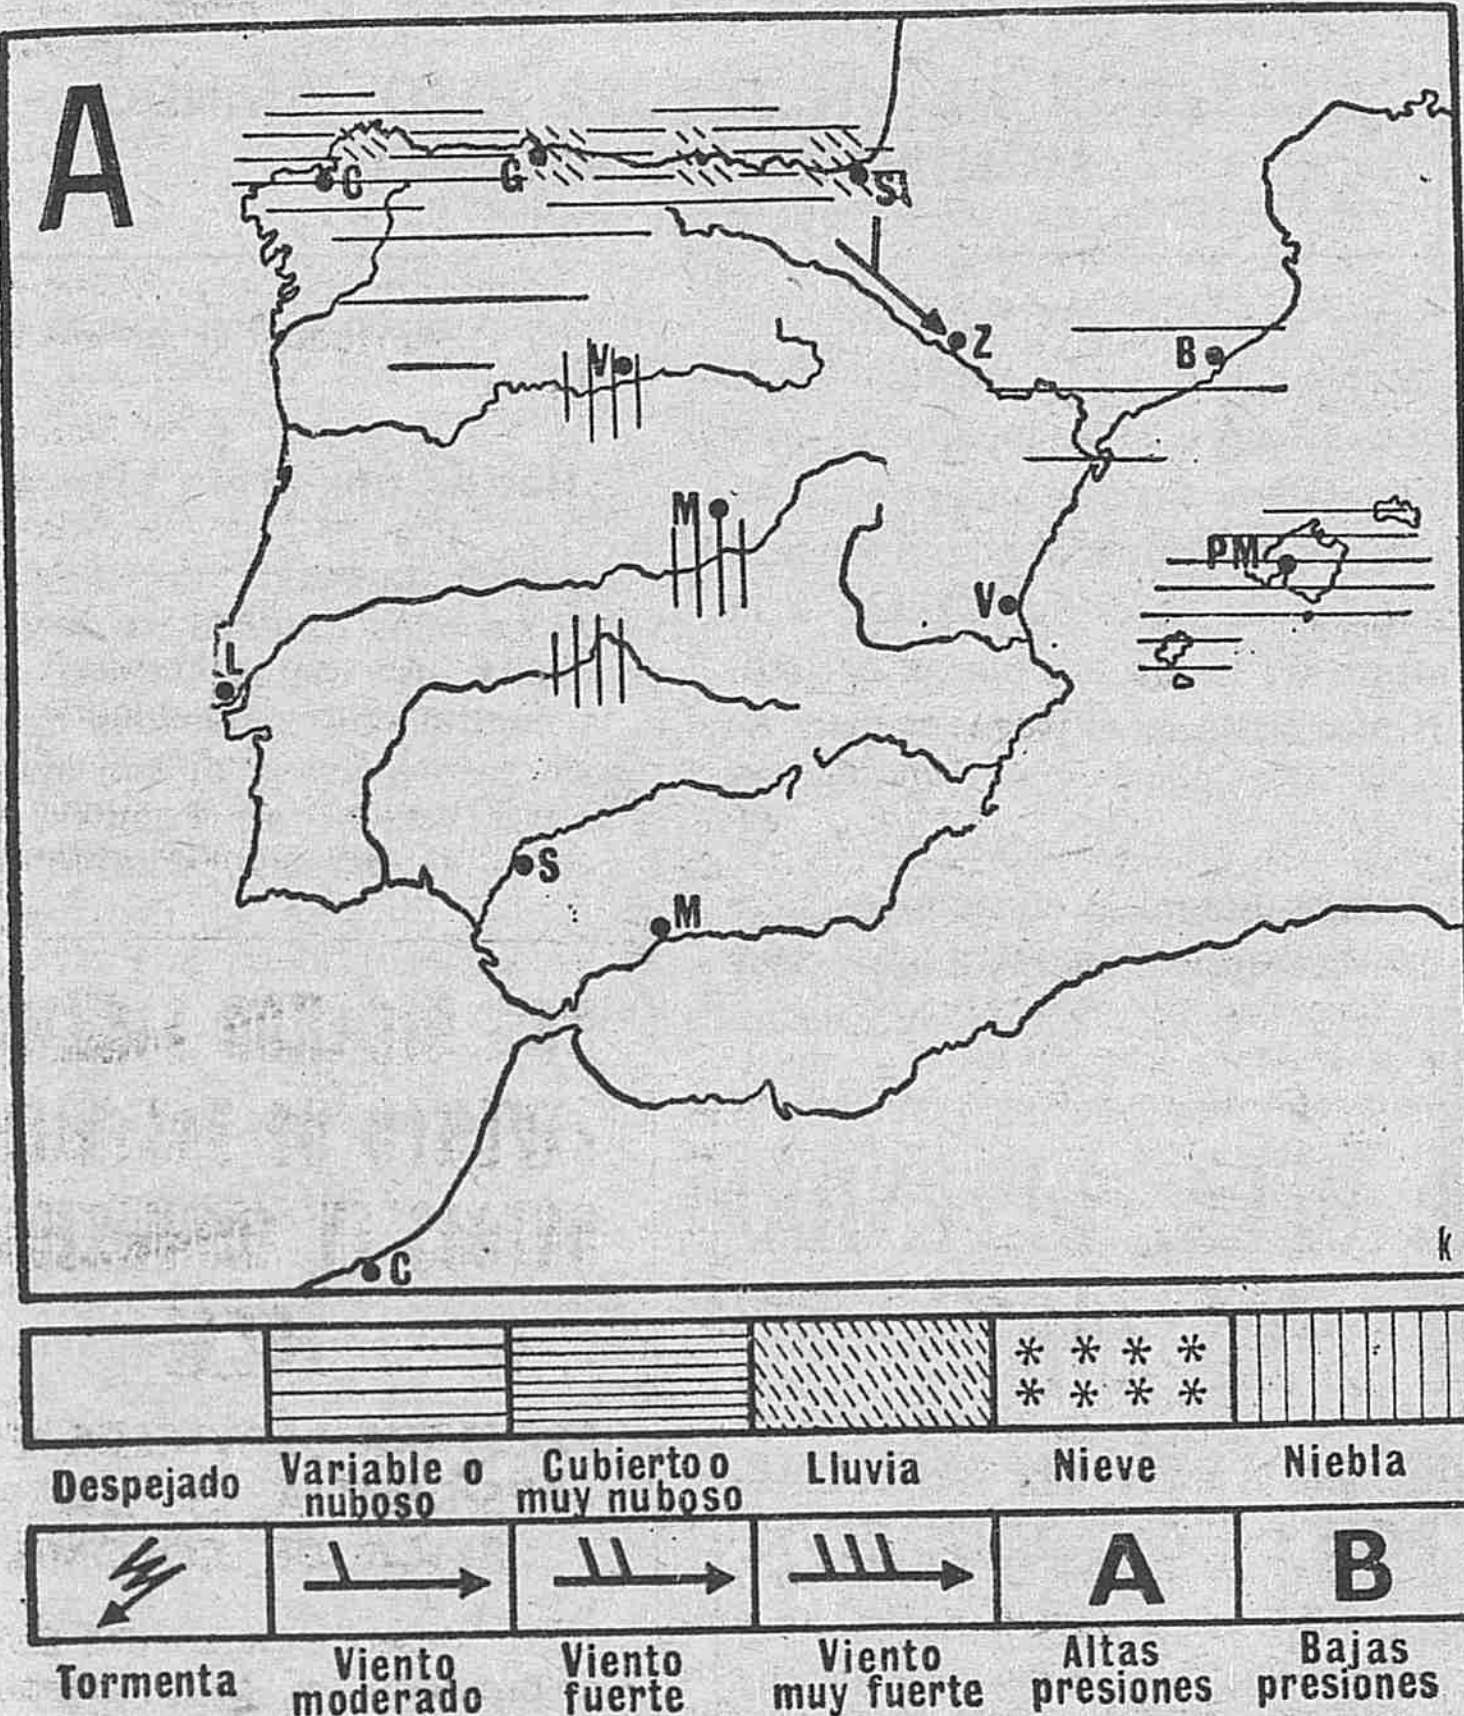 A
C
G
S
Z
B
V
M
PM
V
L
S
M
C
k
Despejado
Variable o
nuboso
Cubierto o
muy nuboso
Lluvia
Nieve
Niebla
A
B
Tormenta
Viento
moderado
Viento
fuerte
Viento
muy fuerte
Altas
presiones
Bajas
presiones